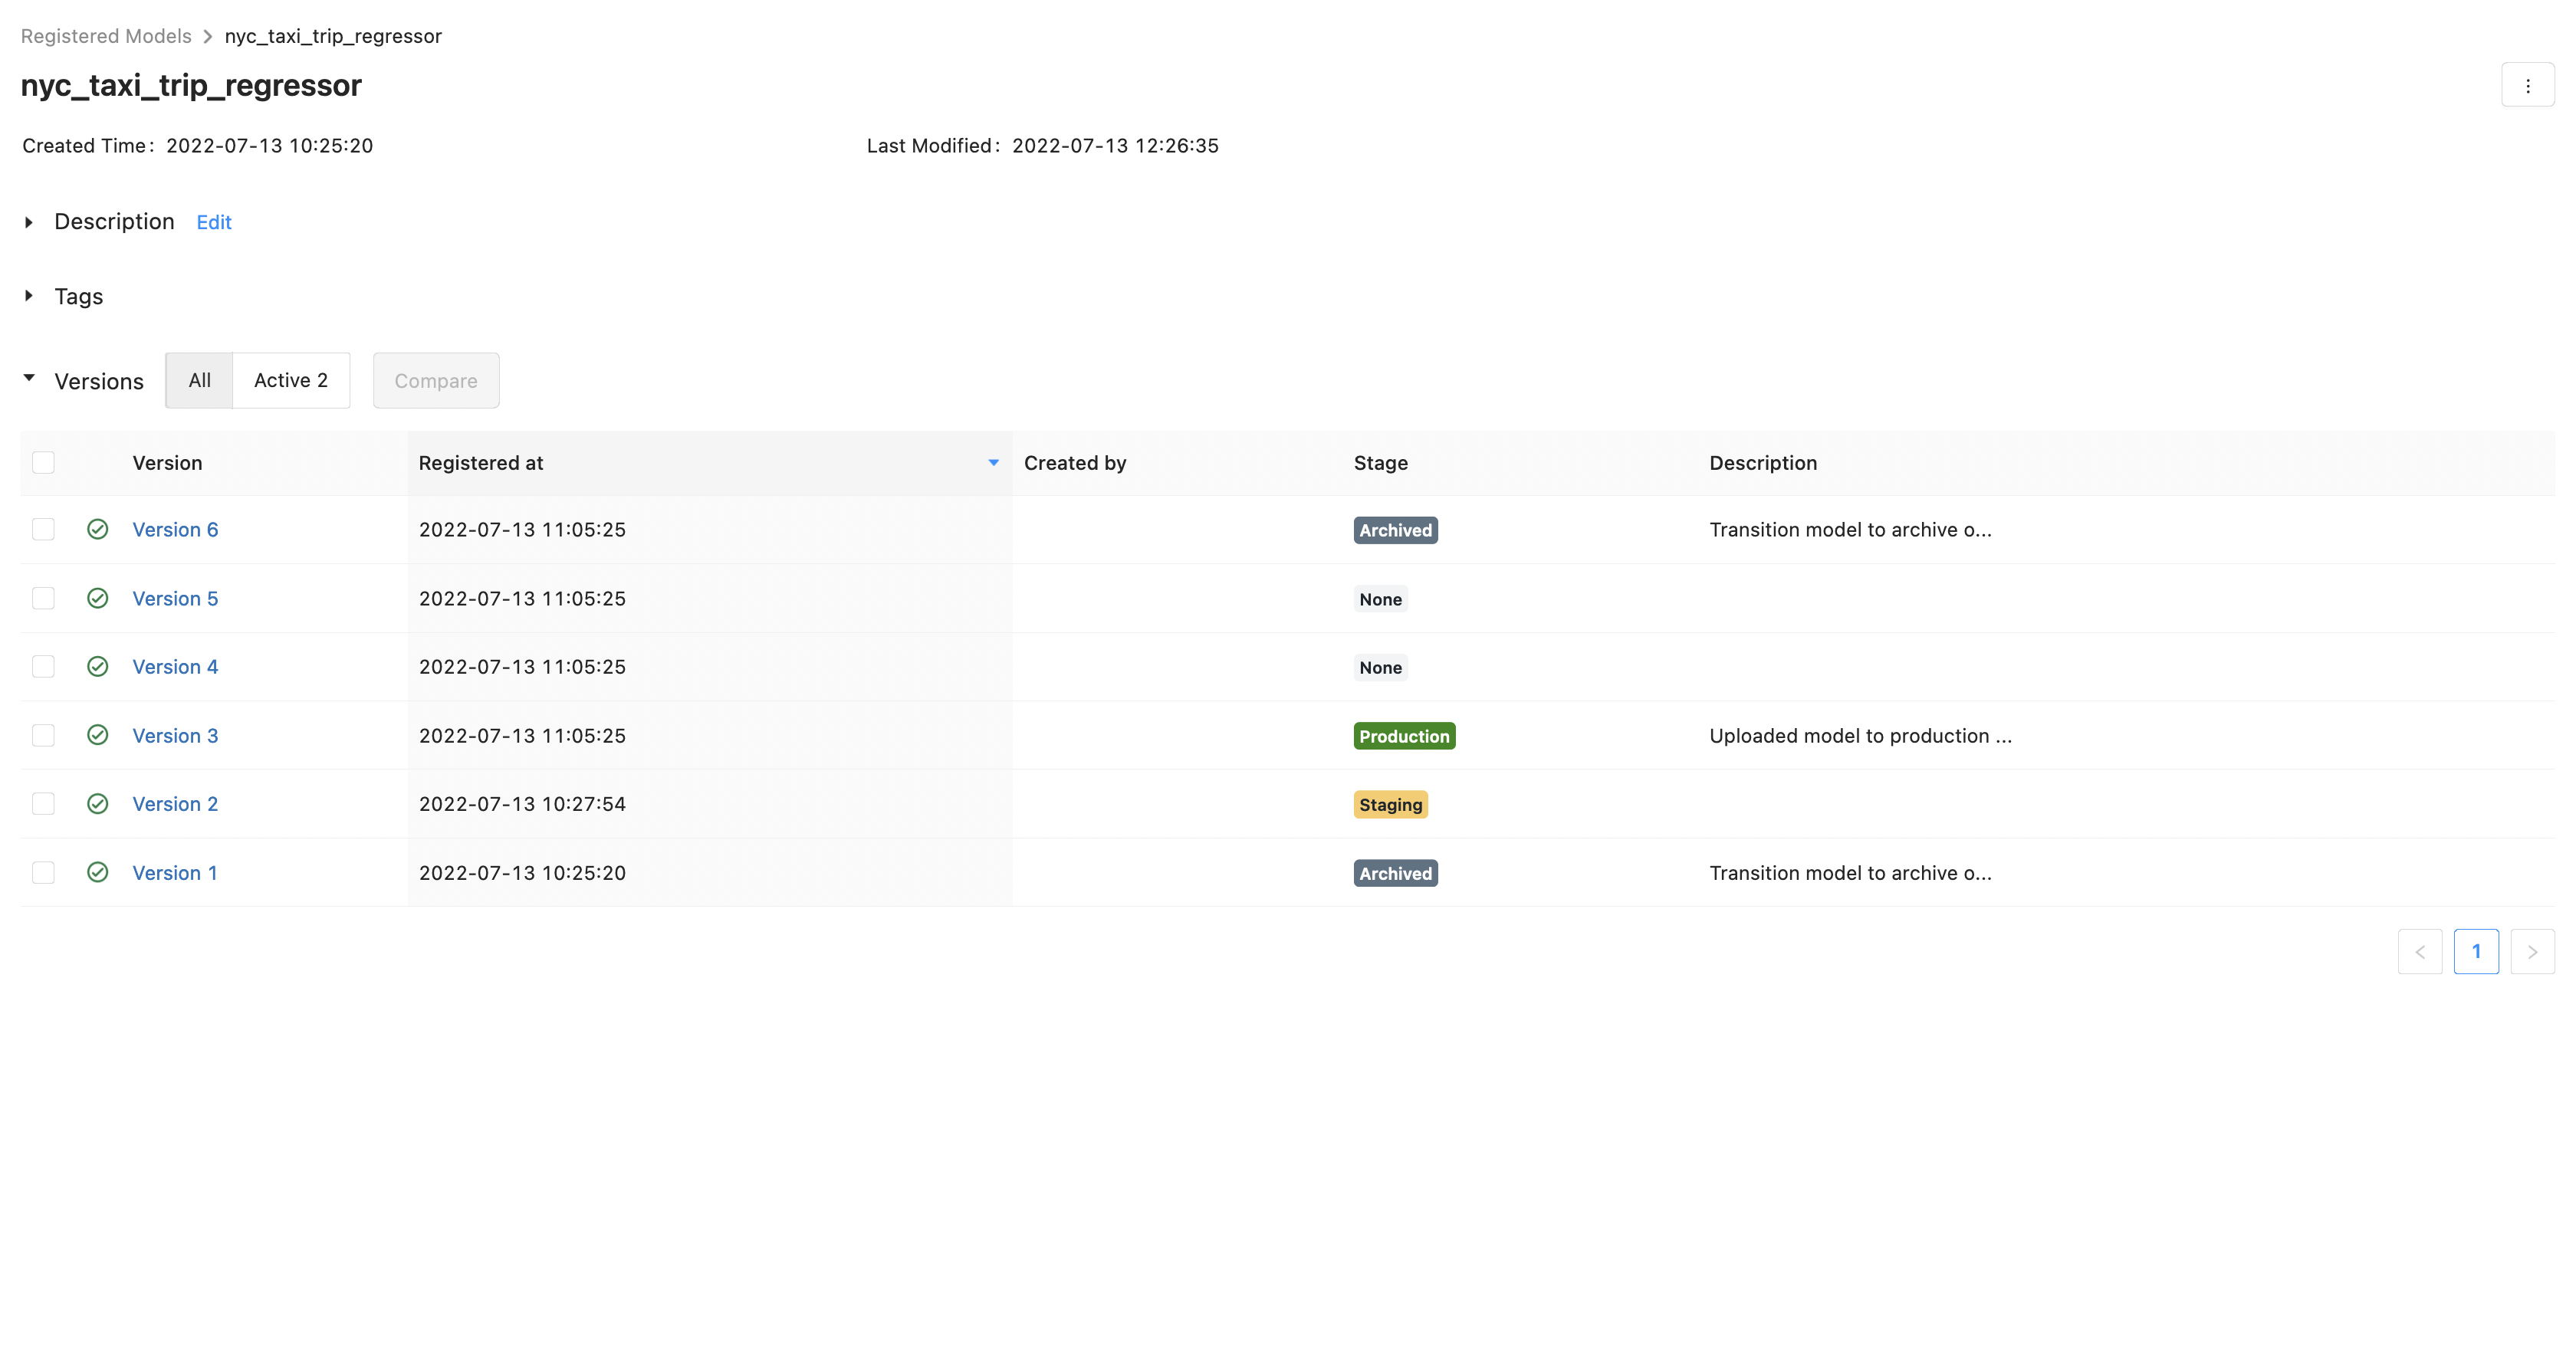 Registered Models > nyc_taxi_trip_regressor
nyc_taxi_trip_regressor
Created Time: 2022-07-13 10:25:20 Last Modified: 2022-07-13 12:26:35
Description Edit
Tags
Versions All Active 2 Compare
Version Registered at Created by Stage Description
Version 6 2022-07-13 11:05:25 Archived Transition model to archive o...
Version 5 2022-07-13 11:05:25 None
Version 4 2022-07-13 11:05:25 None
Version 3 2022-07-13 11:05:25 Production Uploaded model to production ...
Version 2 2022-07-13 10:27:54 Staging
Version 1 2022-07-13 10:25:20 Archived Transition model to archive o...
1